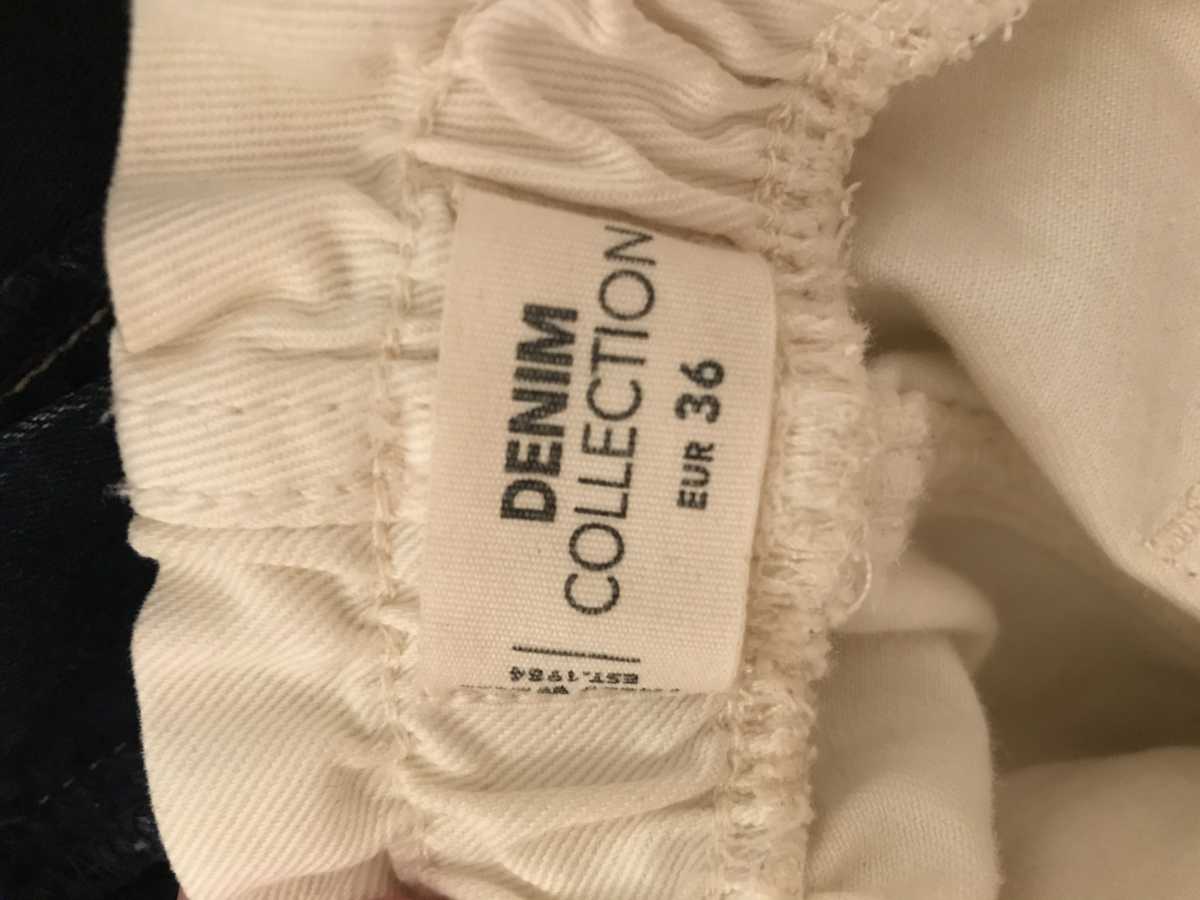 DENIM
COLLECTION
EUR 36
EST. 1984